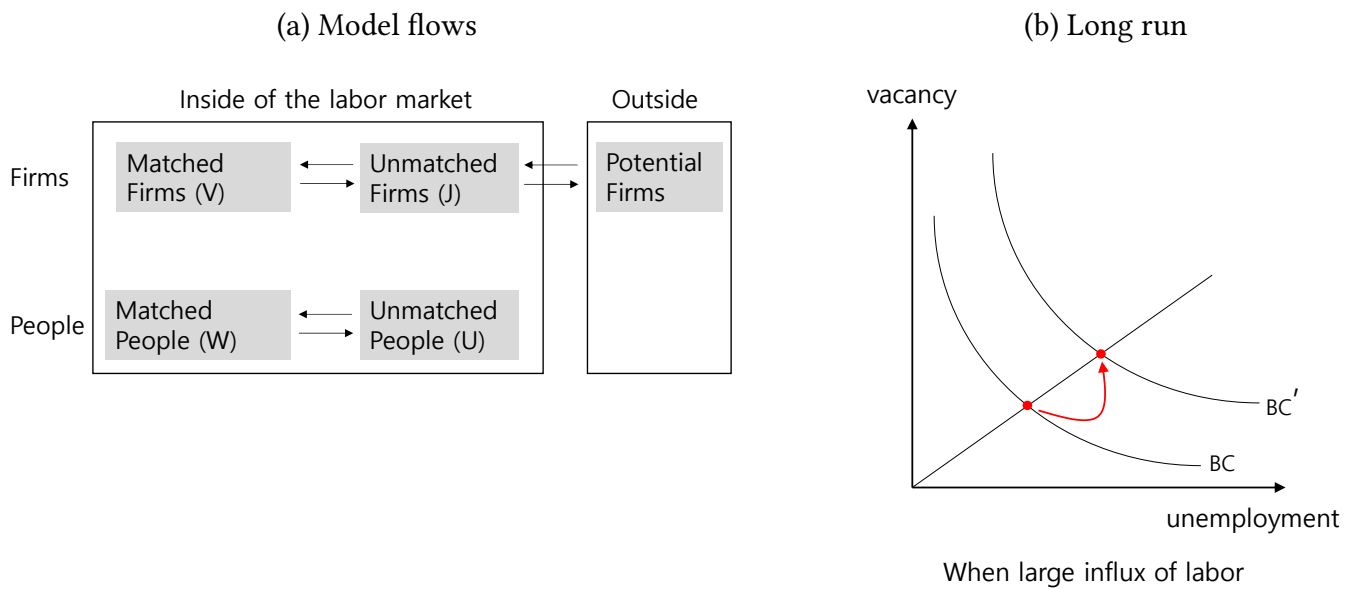 (a) Model flows
Inside of the labor market
Outside
Firms
Matched
Firms (V)
Unmatched
Firms (J)
Potential
Firms
People
Matched
People (W)
Unmatched
People (U)
(b) Long run
vacancy
BC′
BC
unemployment
When large influx of labor